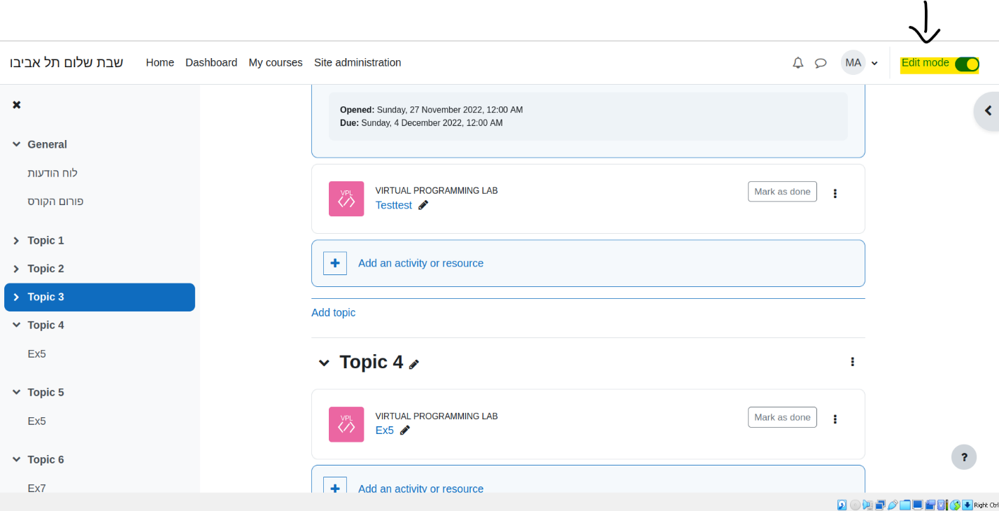 שבת שלום תל אביבו
Home Dashboard My courses Site administration
MA
Edit mode
General
לוח הודעות
פורום הקורס
Topic 1
Topic 2
Topic 3
Topic 4
Ex5
Topic 5
Ex5
Topic 6
Ex7
Opened: Sunday, 27 November 2022, 12:00 AM
Due: Sunday, 4 December 2022, 12:00 AM
VPL
VIRTUAL PROGRAMMING LAB
Testtest
Mark as done
Add an activity or resource
Add topic
Topic 4
VPL
VIRTUAL PROGRAMMING LAB
Ex5
Mark as done
Add an activity or resource
?
Right Ctrl